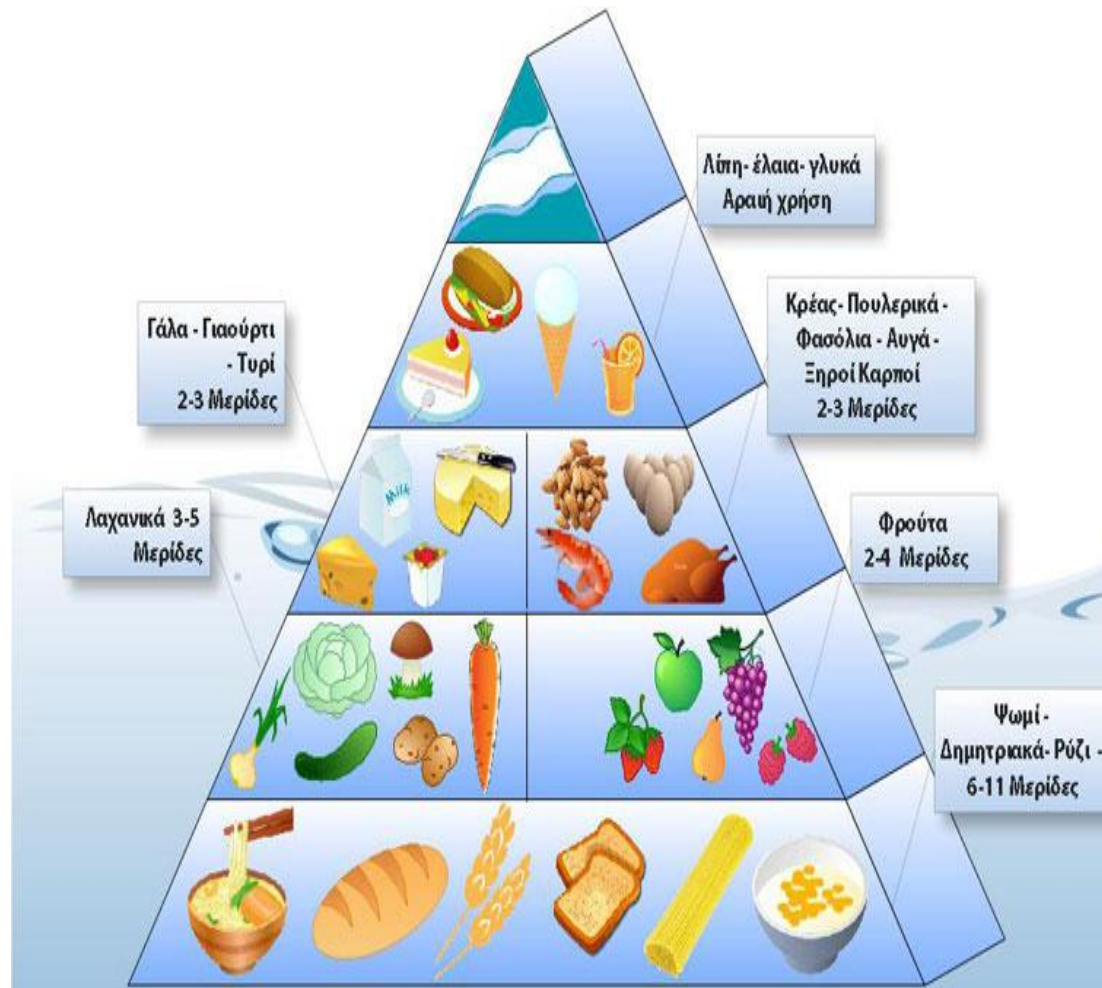 Λίπη- έλαια- γλυκά
Αραιή χρήση
Γάλα - Γιαούρτι
- Τυρί
2-3 Μερίδες
Κρέας- Πουλερικά -
Φασόλια - Αυγά -
Ξηροί Καρποί
2-3 Μερίδες
Λαχανικά 3-5
Μερίδες
Φρούτα
2-4 Μερίδες
Ψωμί -
Δημητριακά- Ρύζι -
6-11 Μερίδες
Milk